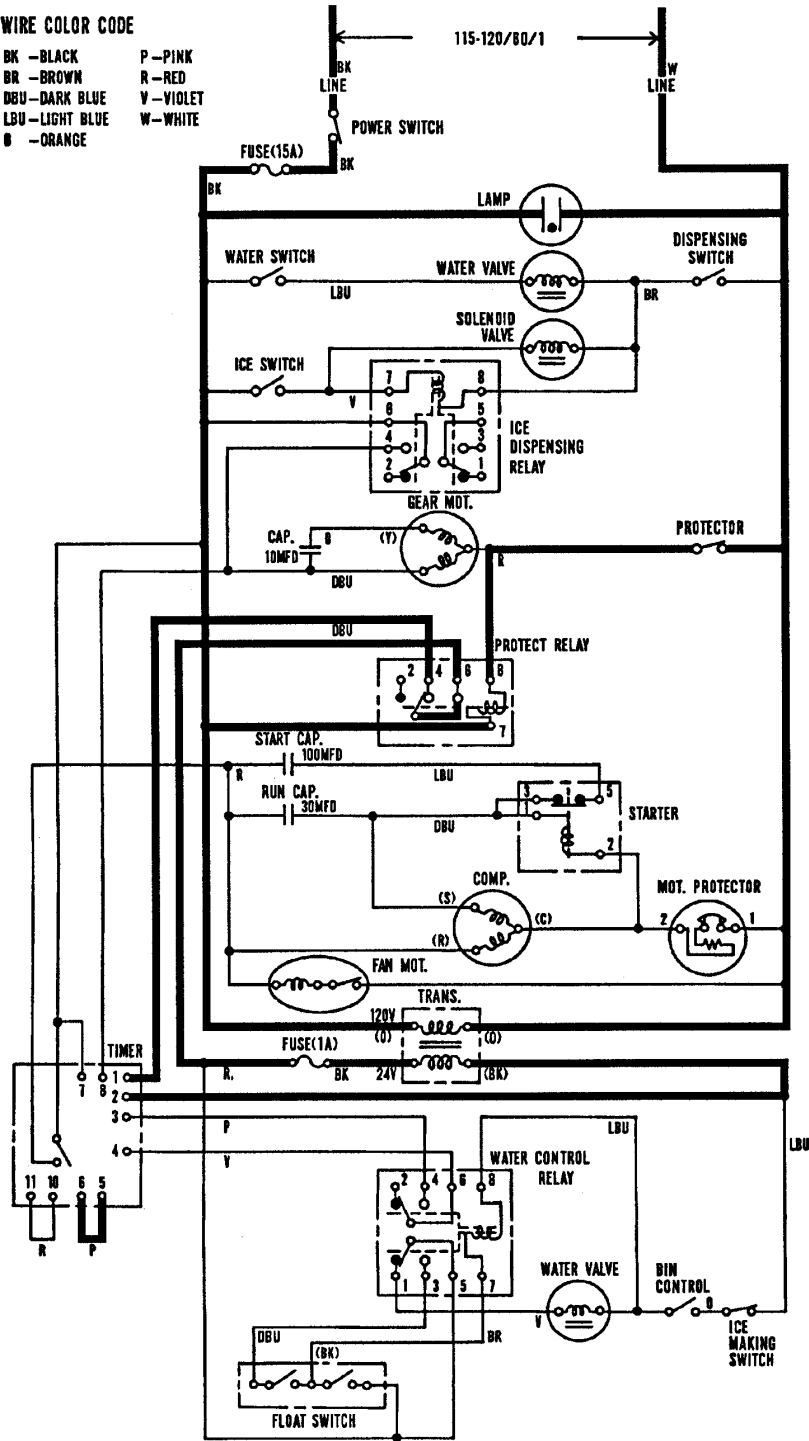 WIRE COLOR CODE
BK –BLACK P–PINK
BR –BROWN R–RED
DBU–DARK BLUE V–VIOLET
LBU–LIGHT BLUE W–WHITE
O –ORANGE
115-120/60/1
BK
LINE
W
LINE
POWER SWITCH
FUSE(15A)
BK
BK
LAMP
WATER SWITCH
LBU
WATER VALVE
DISPENSING
SWITCH
BR
SOLENOID
VALVE
ICE SWITCH
V
7 8
6 5
4 3
2 1
ICE
DISPENSING
RELAY
GEAR MOT.
CAP.
10MFD
O
(Y)
DBU
R
PROTECTOR
DBU
PROTECT RELAY
2 4 6 8
7
START CAP.
100MFD
R
LBU
RUN CAP.
30MFD
DBU
3 5
1
2
STARTER
COMP.
(S)
(R)
(C)
MOT. PROTECTOR
2 1
FAN MOT.
TRANS.
120V
(O) (O)
FUSE(1A)
R. BK 24V (BK)
TIMER
7 8 1
2
3 P
4 V
11 10 6 5
R P
LBU
LBU
WATER CONTROL
RELAY
2 4 6 8
1 3 5 7
WATER VALVE
V
BIN
CONTROL
O
ICE
MAKING
SWITCH
DBU
(BK)
BR
FLOAT SWITCH